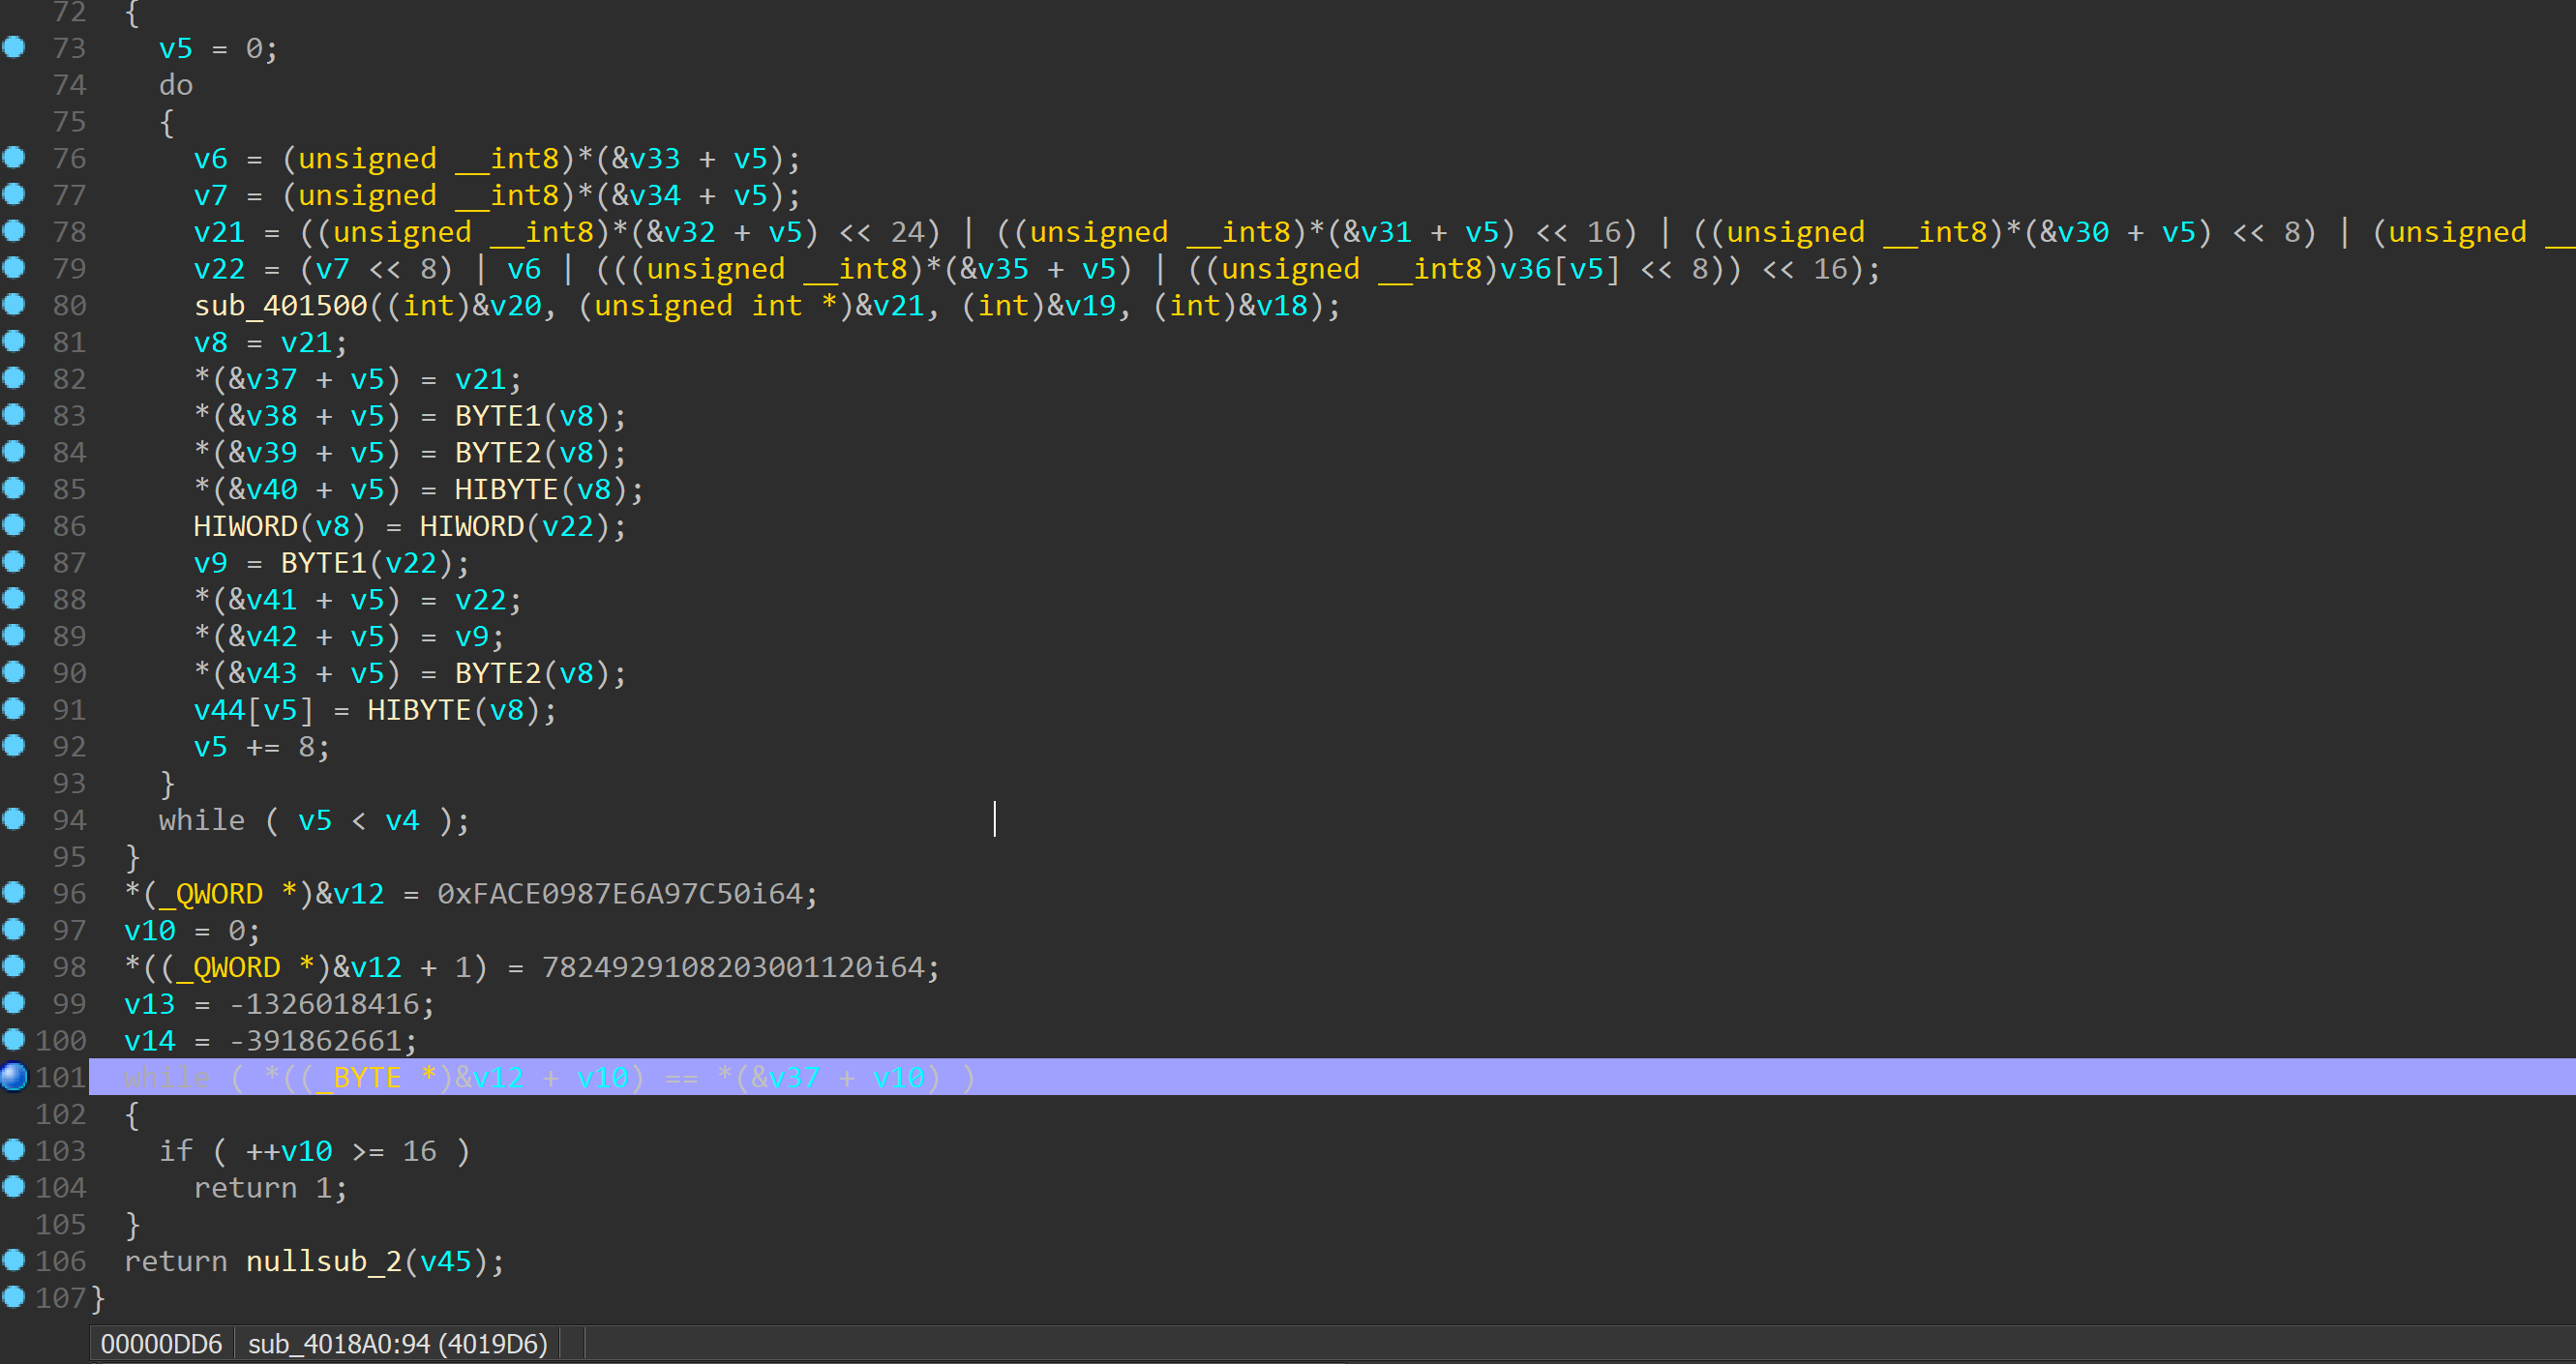 72 {
73 v5 = 0;
74 do
75 {
76 v6 = (unsigned __int8)*(&v33 + v5);
77 v7 = (unsigned __int8)*(&v34 + v5);
78 v21 = ((unsigned __int8)*(&v32 + v5) << 24) | ((unsigned __int8)*(&v31 + v5) << 16) | ((unsigned __int8)*(&v30 + v5) << 8) | (unsigned __
79 v22 = (v7 << 8) | v6 | (((unsigned __int8)*(&v35 + v5) | ((unsigned __int8)v36[v5] << 8)) << 16);
80 sub_401500((int)&v20, (unsigned int *)&v21, (int)&v19, (int)&v18);
81 v8 = v21;
82 *(&v37 + v5) = v21;
83 *(&v38 + v5) = BYTE1(v8);
84 *(&v39 + v5) = BYTE2(v8);
85 *(&v40 + v5) = HIBYTE(v8);
86 HIWORD(v8) = HIWORD(v22);
87 v9 = BYTE1(v22);
88 *(&v41 + v5) = v22;
89 *(&v42 + v5) = v9;
90 *(&v43 + v5) = BYTE2(v8);
91 v44[v5] = HIBYTE(v8);
92 v5 += 8;
93 }
94 while ( v5 < v4 );
95 }
96 *(_QWORD *)&v12 = 0xFACE0987E6A97C50i64;
97 v10 = 0;
98 *((_QWORD *)&v12 + 1) = 7824929108203001120i64;
99 v13 = -1326018416;
100 v14 = -391862661;
101 while ( *((_BYTE *)&v12 + v10) == *(&v37 + v10) )
102 {
103 if ( ++v10 >= 16 )
104 return 1;
105 }
106 return nullsub_2(v45);
107 }
00000DD6 sub_4018A0:94 (4019D6)